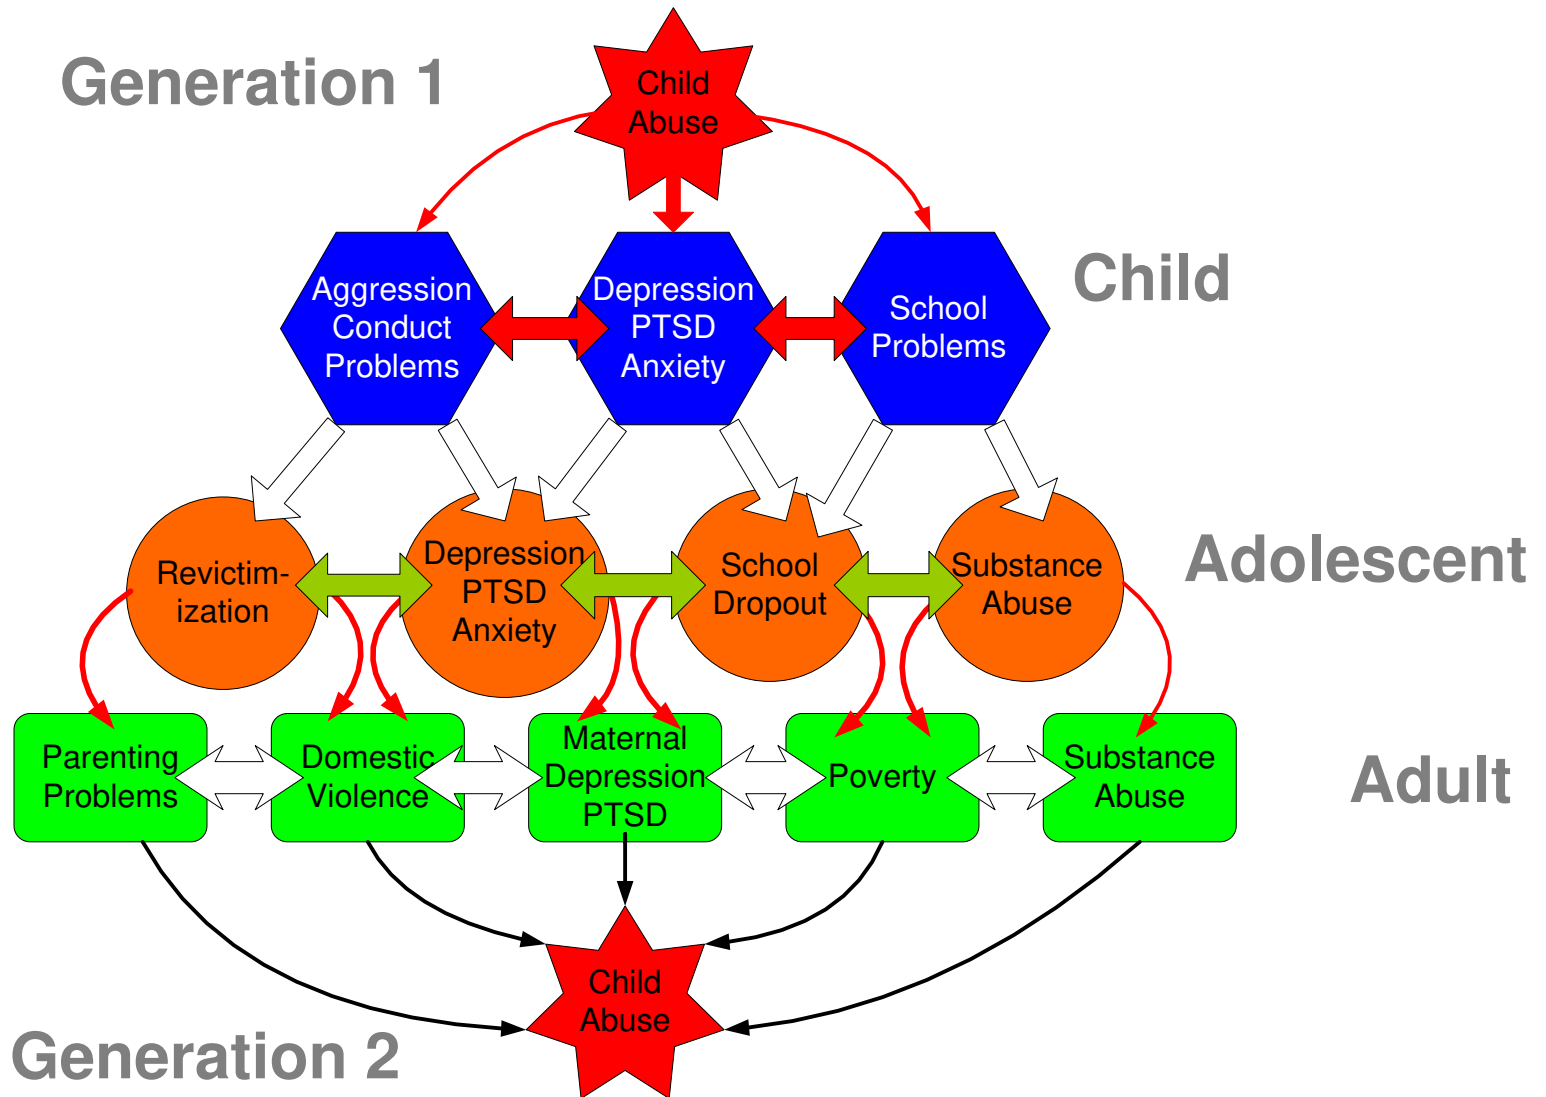 Generation 1
Child
Abuse
Aggression
Conduct
Problems
Depression
PTSD
Anxiety
School
Problems
Child
Revictim-
ization
Depression
PTSD
Anxiety
School
Dropout
Substance
Abuse
Adolescent
Parenting
Problems
Domestic
Violence
Maternal
Depression
PTSD
Poverty
Substance
Abuse
Adult
Child
Abuse
Generation 2